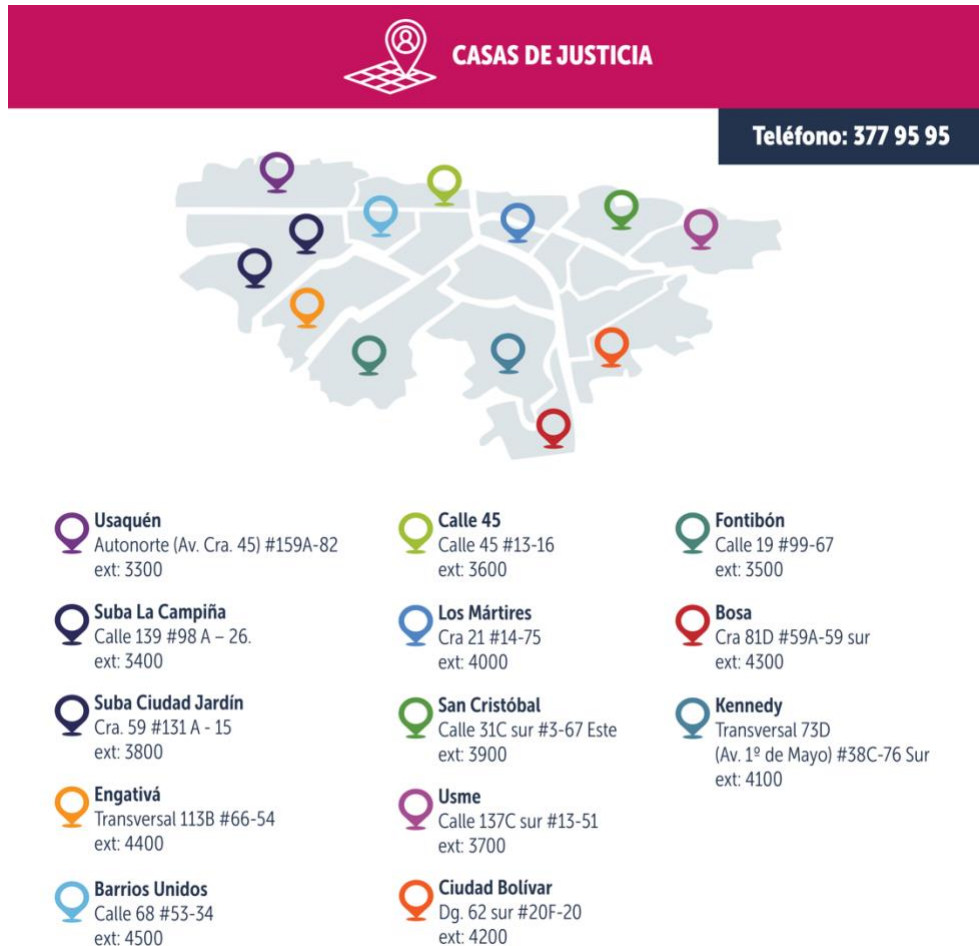 CASAS DE JUSTICIA
Teléfono: 377 95 95
Usaquén
Autonorte (Av. Cra. 45) #159A-82
ext: 3300
Suba La Campiña
Calle 139 #98 A – 26.
ext: 3400
Suba Ciudad Jardín
Cra. 59 #131 A - 15
ext: 3800
Engativá
Transversal 113B #66-54
ext: 4400
Barrios Unidos
Calle 68 #53-34
ext: 4500
Calle 45
Calle 45 #13-16
ext: 3600
Los Mártires
Cra 21 #14-75
ext: 4000
San Cristóbal
Calle 31C sur #3-67 Este
ext: 3900
Usme
Calle 137C sur #13-51
ext: 3700
Ciudad Bolívar
Dg. 62 sur #20F-20
ext: 4200
Fontibón
Calle 19 #99-67
ext: 3500
Bosa
Cra 81D #59A-59 sur
ext: 4300
Kennedy
Transversal 73D
(Av. 1º de Mayo) #38C-76 Sur
ext: 4100